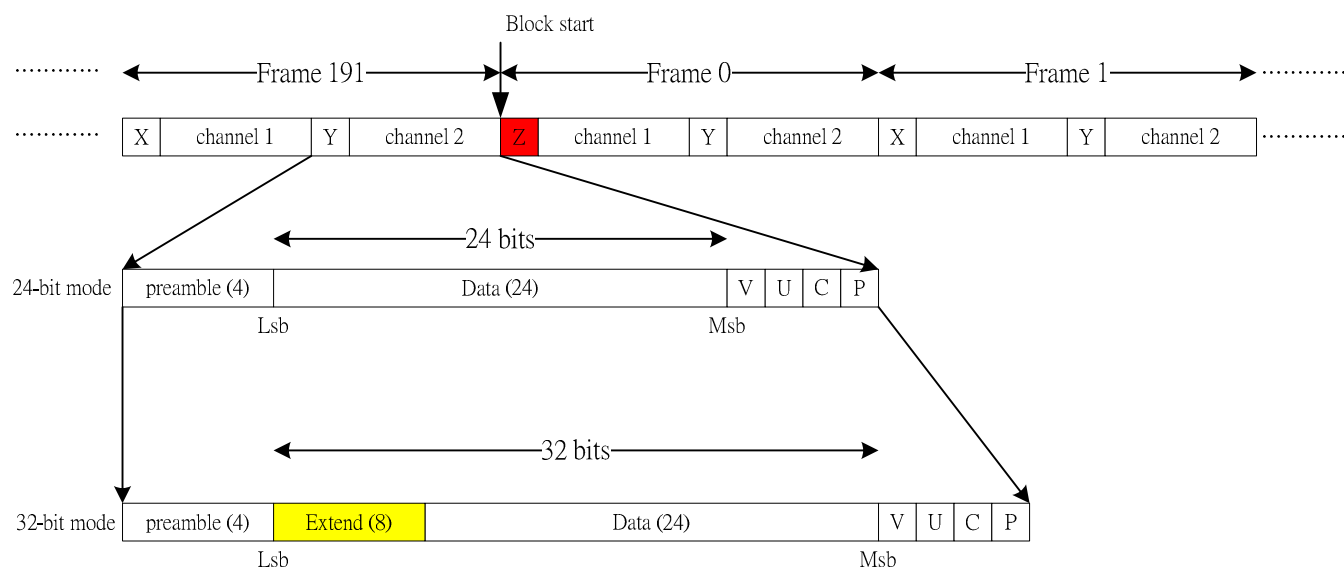 Block start
............ Frame 191 Frame 0 Frame 1 ............
............ X channel 1 Y channel 2 Z channel 1 Y channel 2 X channel 1 Y channel 2 ............
24 bits
24-bit mode preamble (4) Data (24) V U C P
Lsb Msb
32 bits
32-bit mode preamble (4) Extend (8) Data (24) V U C P
Lsb Msb